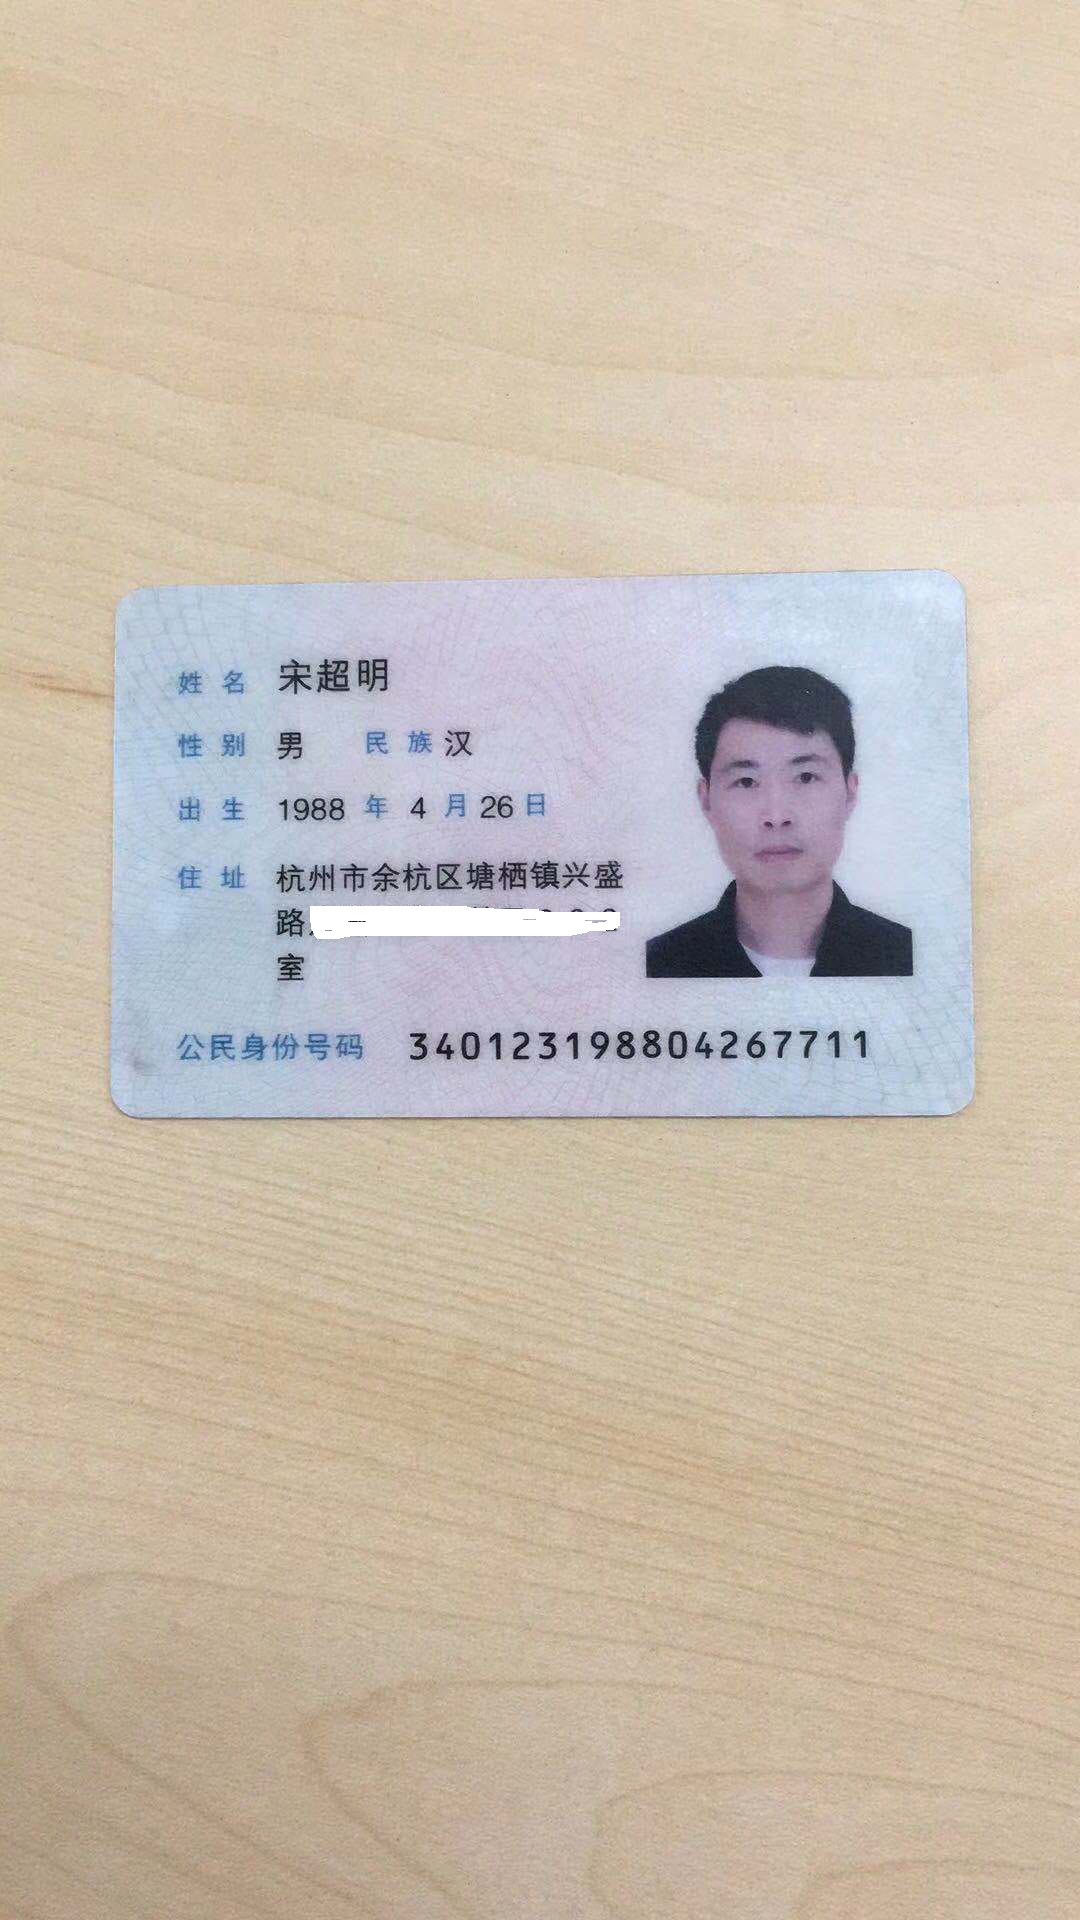 姓名 宋超明
性别 男 民族 汉
出生 1988 年 4 月 26 日
住址 杭州市余杭区塘栖镇兴盛
路
室
公民身份号码 340123198804267711